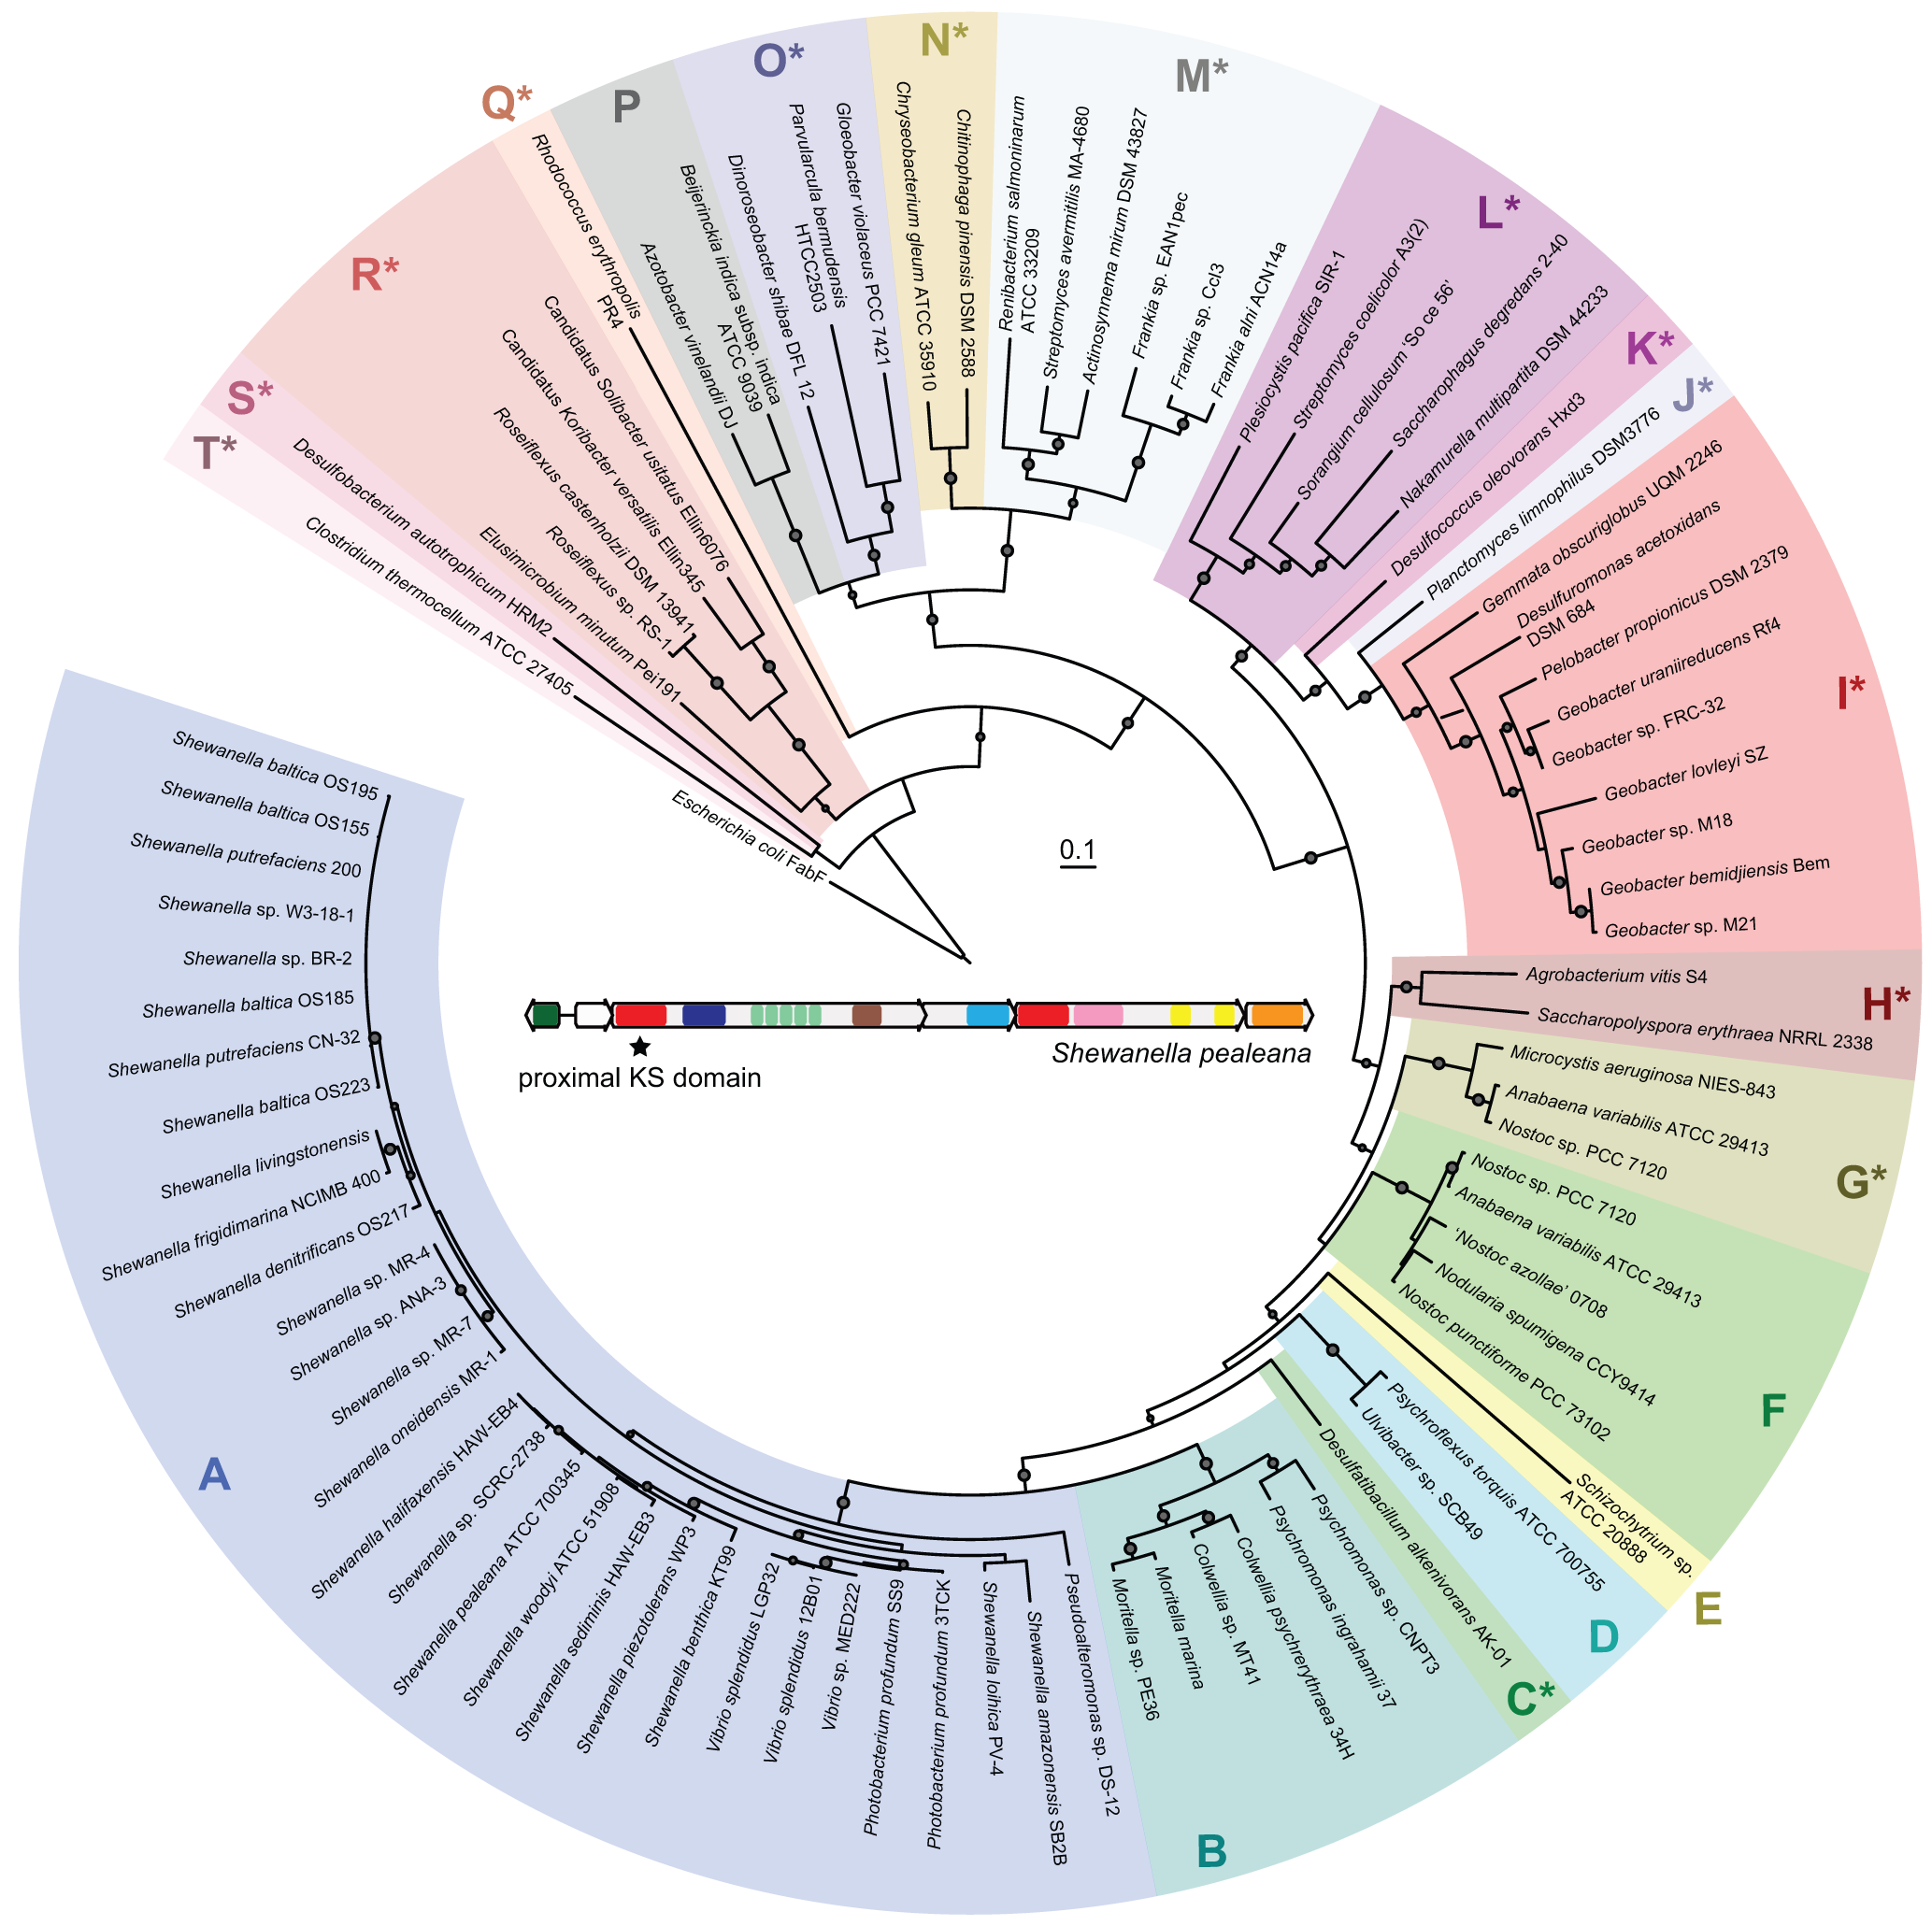 A
Shewanella baltica OS195
Shewanella baltica OS155
Shewanella putrefaciens 200
Shewanella sp. W3-18-1
Shewanella sp. BR-2
Shewanella baltica OS185
Shewanella putrefaciens CN-32
Shewanella baltica OS223
Shewanella livingstonensis
Shewanella frigidimarina NCIMB 400
Shewanella denitrificans OS217
Shewanella sp. MR-4
Shewanella sp. ANA-3
Shewanella sp. MR-7
Shewanella oneidensis MR-1
Shewanella halifaxensis HAW-EB4
Shewanella sp. SCRC-2738
Shewanella pealeana ATCC 700345
Shewanella woodyi ATCC 51908
Shewanella sediminis HAW-EB3
Shewanella piezotolerans WP3
Shewanella benthica KT99
Vibrio splendidus LGP32
Vibrio splendidus 12B01
Vibrio sp. MED222
Photobacterium profundum SS9
Photobacterium profundum 3TCK
Shewanella loihica PV-4
Shewanella amazonensis SB2B
Pseudoalteromonas sp. DS-12
B
Moritella sp. PE36
Moritella marina
Colwellia sp. MT41
Colwellia psychrerythraea 34H
Psychromonas ingrahamii 37
Psychromonas sp. CNPT3
C*
Desulfatibacillum alkenivorans AK-01
D
Ulvibacter sp. SCB49
Psychroflexus torquis ATCC 700755
E
Schizochytrium sp.
ATCC 20888
F
Nostoc punctiforme PCC 73102
Nodularia spumigena CCY9414
‘Nostoc azollae’ 0708
Anabaena variabilis ATCC 29413
Nostoc sp. PCC 7120
G*
Nostoc sp. PCC 7120
Anabaena variabilis ATCC 29413
Microcystis aeruginosa NIES-843
H*
Saccharopolyspora erythraea NRRL 2338
Agrobacterium vitis S4
I*
Geobacter sp. M21
Geobacter bemidjiensis Bem
Geobacter sp. M18
Geobacter lovleyi SZ
Geobacter sp. FRC-32
Geobacter uraniireducens Rf4
Pelobacter propionicus DSM 2379
Desulfuromonas acetoxidans
DSM 684
Gemmata obscuriglobus UQM 2246
J*
Planctomyces limnophilus DSM3776
K*
Desulfococcus oleovorans Hxd3
L*
Nakamurella multipartita DSM 44233
Saccharophagus degredans 2-40
Sorangium cellulosum ‘So ce 56’
Streptomyces coelicolor A3(2)
Plesiocystis pacifica SIR-1
M*
Frankia alni ACN14a
Frankia sp. CcI3
Frankia sp. EAN1pec
Actinosynnema mirum DSM 43827
Streptomyces avermitilis MA-4680
Renibacterium salmoninarum
ATCC 33209
N*
Chitinophaga pinensis DSM 2588
Chryseobacterium gleum ATCC 35910
O*
Gloeobacter violaceus PCC 7421
Parvularcula bermudensis
HTCC2503
Dinoroseobacter shibae DFL 12
P
Beijerinckia indica subsp. indica
ATCC 9039
Azotobacter vinelandii DJ
Q*
Rhodococcus erythropolis
PR4
R*
Candidatus Solibacter usitatus Ellin6076
Candidatus Koribacter versatilis Ellin345
Roseiflexus castenholzii DSM 13941
Roseiflexus sp. RS-1
Elusimicrobium minutum Pei191
S*
Desulfobacterium autotrophicum HRM2
T*
Clostridium thermocellum ATCC 27405
Escherichia coli FabF
0.1
Shewanella pealeana
proximal KS domain